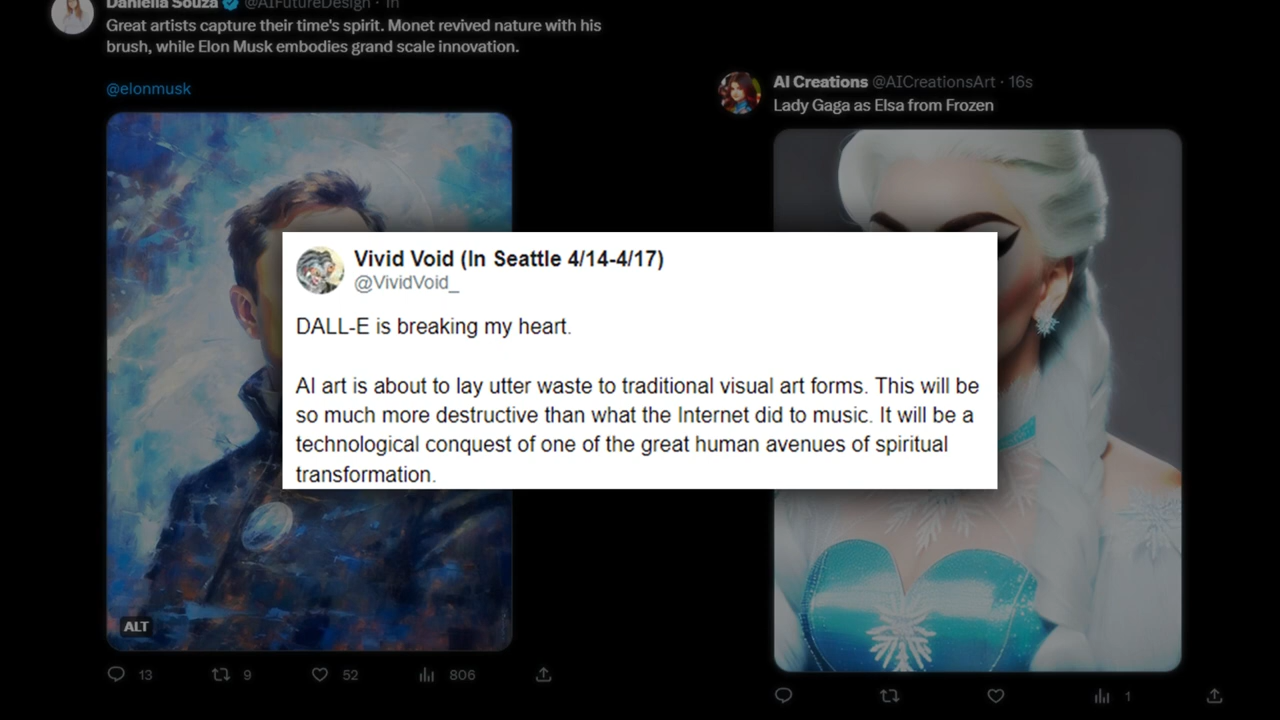 Daniella Souza @AIFutureDesign · 1h
Great artists capture their time's spirit. Monet revived nature with his
brush, while Elon Musk embodies grand scale innovation.
@elonmusk
ALT
13 9 52 806
AI Creations @AICreationsArt · 16s
Lady Gaga as Elsa from Frozen
1
Vivid Void (In Seattle 4/14-4/17)
@VividVoid_
DALL-E is breaking my heart.
AI art is about to lay utter waste to traditional visual art forms. This will be
so much more destructive than what the Internet did to music. It will be a
technological conquest of one of the great human avenues of spiritual
transformation.